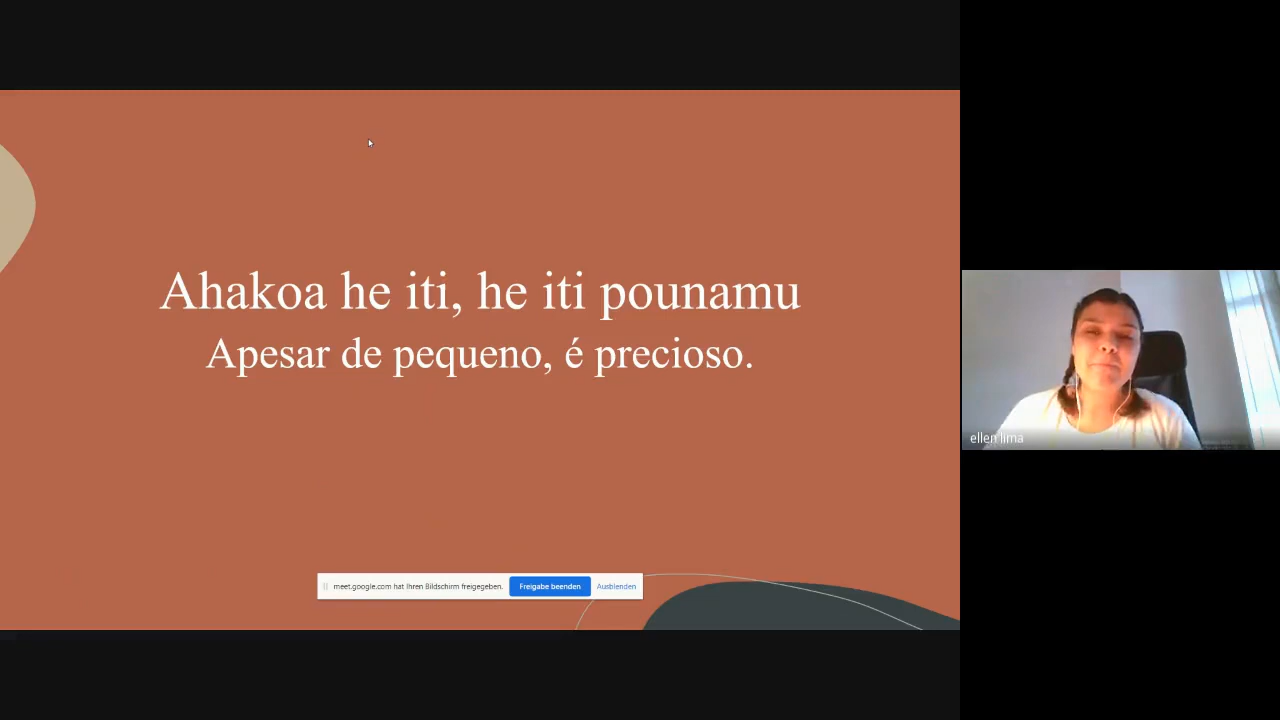 Ahakoa he iti, he iti pounamu
Apesar de pequeno, é precioso.
ellen lima
meet.google.com hat Ihren Bildschirm freigegeben.
Freigabe beenden
Ausblenden